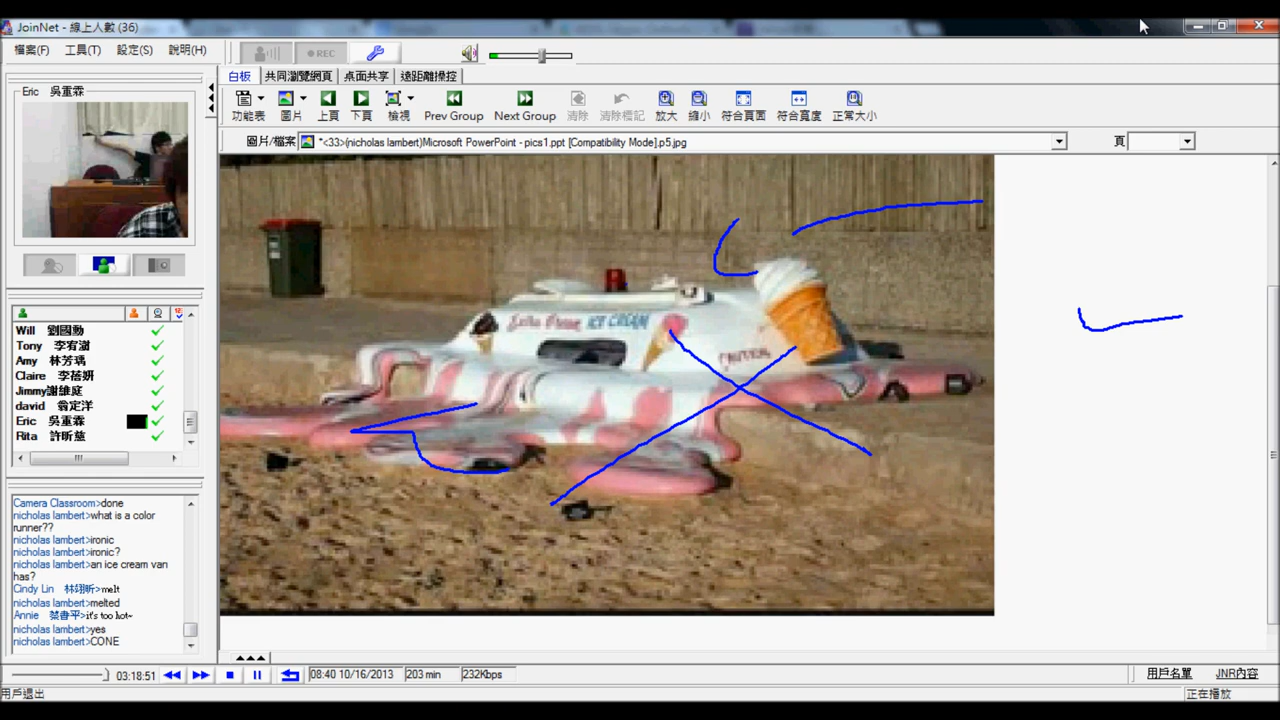 JoinNet - 線上人數 (36)
檔案(F) 工具(T) 設定(S) 說明(H)
REC
Eric 吳重霖
白板 共同瀏覽網頁 桌面共享 遠距離操控
功能表 圖片 上頁 下頁 檢視 Prev Group Next Group 清除 清除標記 放大 縮小 符合頁面 符合寬度 正常大小
圖片/檔案 *<33>(nicholas lambert)Microsoft PowerPoint - pics1.ppt [Compatibility Mode].p5.jpg 頁
ICE CREAM
CAUTION
Will 劉國勳
Tony 李宥澍
Amy 林芳瑀
Claire 李蓓妍
Jimmy謝維庭
david 翁定洋
Eric 吳重霖
Rita 許昕慈
Camera Classroom>done
nicholas lambert>what is a color
runner??
nicholas lambert>ironic
nicholas lambert>ironic?
nicholas lambert>an ice cream van
has?
Cindy Lin 林翊昕>melt
nicholas lambert>melted
Annie 蔡書平>it's too hot~
nicholas lambert>yes
nicholas lambert>CONE
03:18:51 08:40 10/16/2013 203 min 232Kbps 用戶名單 JNR內容
用戶退出 正在播放